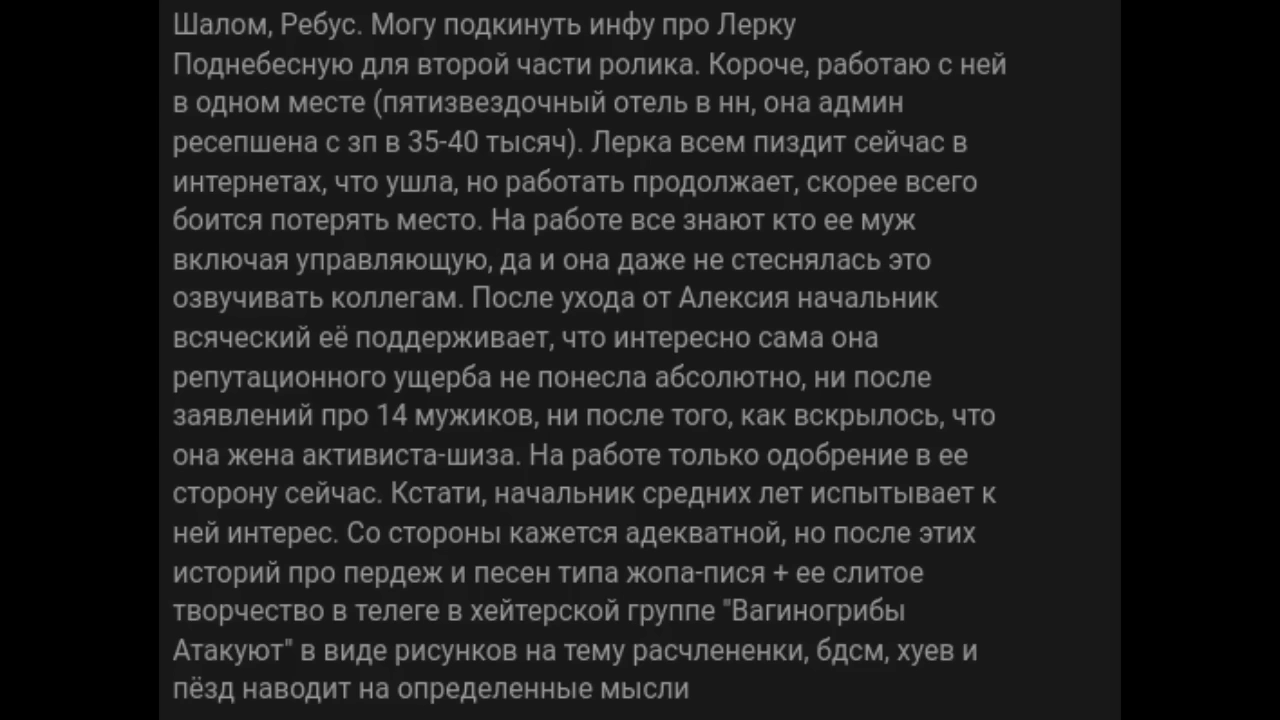 Шалом, Ребус. Могу подкинуть инфу про Лерку
Поднебесную для второй части ролика. Короче, работаю с ней
в одном месте (пятизвездочный отель в нн, она админ
ресепшена с зп в 35-40 тысяч). Лерка всем пиздит сейчас в
интернетах, что ушла, но работать продолжает, скорее всего
боится потерять место. На работе все знают кто ее муж
включая управляющую, да и она даже не стеснялась это
озвучивать коллегам. После ухода от Алексия начальник
всяческий её поддерживает, что интересно сама она
репутационного ущерба не понесла абсолютно, ни после
заявлений про 14 мужиков, ни после того, как вскрылось, что
она жена активиста-шиза. На работе только одобрение в ее
сторону сейчас. Кстати, начальник средних лет испытывает к
ней интерес. Со стороны кажется адекватной, но после этих
историй про пердеж и песен типа жопа-пися + ее слитое
творчество в телеге в хейтерской группе "Вагиногрибы
Атакуют" в виде рисунков на тему расчлененки, бдсм, хуев и
пёзд наводит на определенные мысли